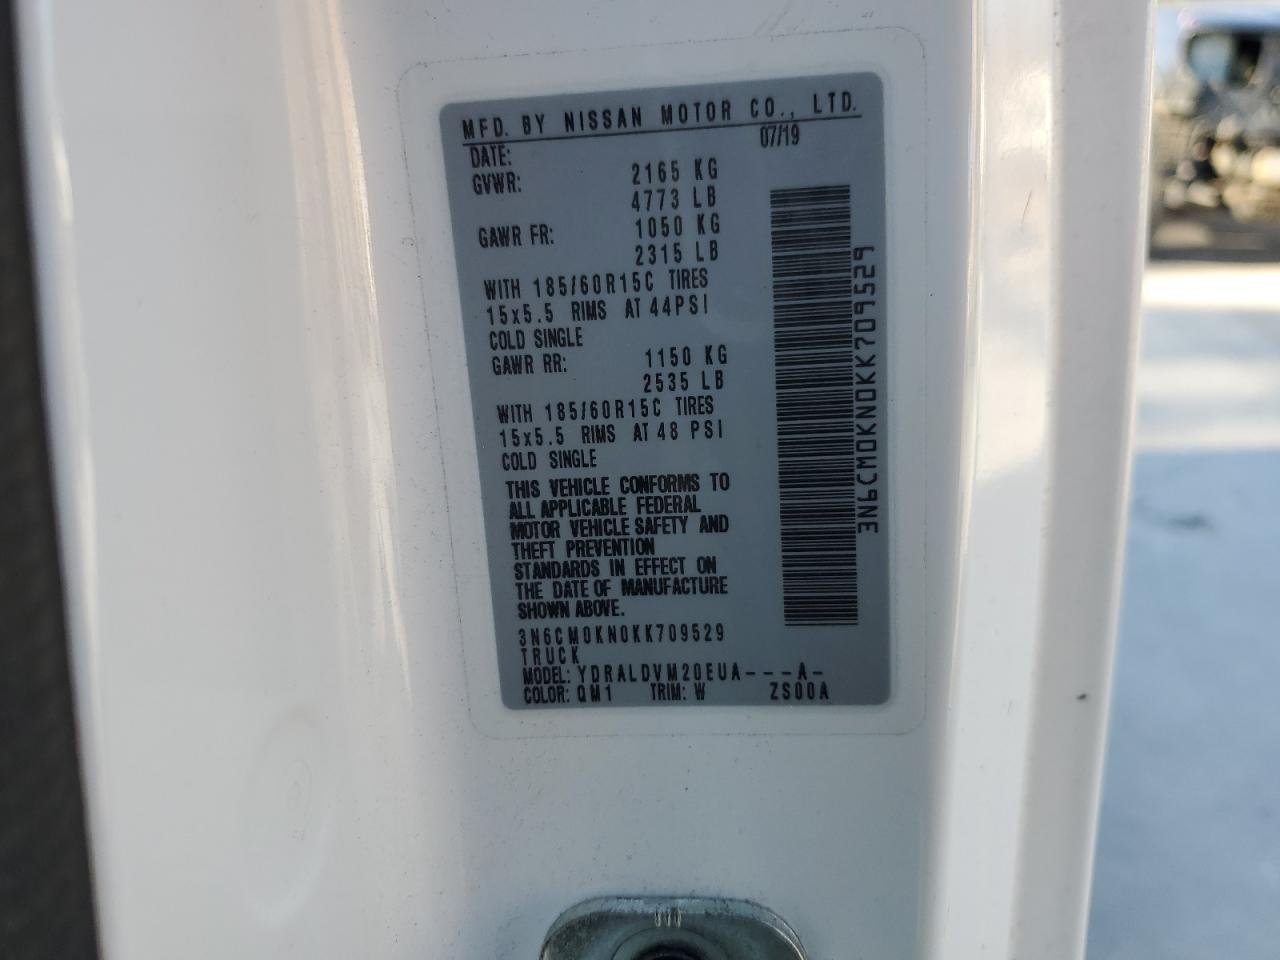 MFD. BY NISSAN MOTOR CO., LTD.
DATE: 07/19
GVWR: 2165 KG
4773 LB
GAWR FR: 1050 KG
2315 LB
WITH 185/60R15C TIRES
15x5.5 RIMS AT 44PSI
COLD SINGLE
GAWR RR: 1150 KG
2535 LB
WITH 185/60R15C TIRES
15x5.5 RIMS AT 48 PSI
COLD SINGLE
THIS VEHICLE CONFORMS TO
ALL APPLICABLE FEDERAL
MOTOR VEHICLE SAFETY AND
THEFT PREVENTION
STANDARDS IN EFFECT ON
THE DATE OF MANUFACTURE
SHOWN ABOVE.
3N6CM0KN0KK709529
TRUCK
MODEL: YDRALDVM20EUA---A-
COLOR: QM1 TRIM: W ZS00A
3N6CM0KN0KK709529